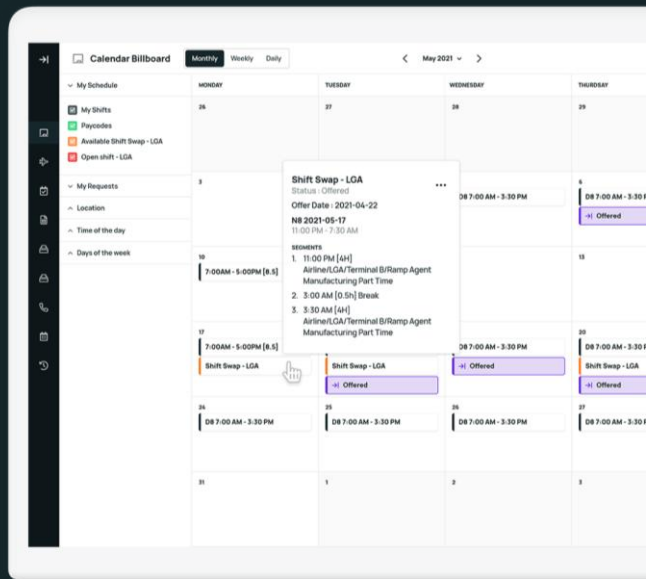 Calendar Billboard
Monthly Weekly Daily
May 2021
My Schedule
My Shifts
Paycodes
Available Shift Swap - LGA
Open shift - LGA
My Requests
Location
Time of the day
Days of the week
MONDAY TUESDAY WEDNESDAY THURSDAY
26 27 28 29
3 6
D8 7:00 AM - 3:30 PM
D8 7:00 AM - 3:30
Offered
10 13
7:00AM - 5:00PM [8.5]
Shift Swap - LGA
Status : Offered
Offer Date : 2021-04-22
N8 2021-05-17
11:00 PM - 7:30 AM
SEGMENTS
1. 11:00 PM [4H]
Airline/LGA/Terminal B/Ramp Agent
Manufacturing Part Time
2. 3:00 AM [0.5h] Break
3. 3:30 AM [4H]
Airline/LGA/Terminal B/Ramp Agent
Manufacturing Part Time
17 20
7:00AM - 5:00PM [8.5]
D8 7:00 AM - 3:30 PM
D8 7:00 AM - 3:30
Shift Swap - LGA
Shift Swap - LGA
Offered
Shift Swap - LGA
Offered
Offered
24 25 26 27
D8 7:00 AM - 3:30 PM
D8 7:00 AM - 3:30 PM
D8 7:00 AM - 3:30 PM
D8 7:00 AM - 3:30
31 1 2 3